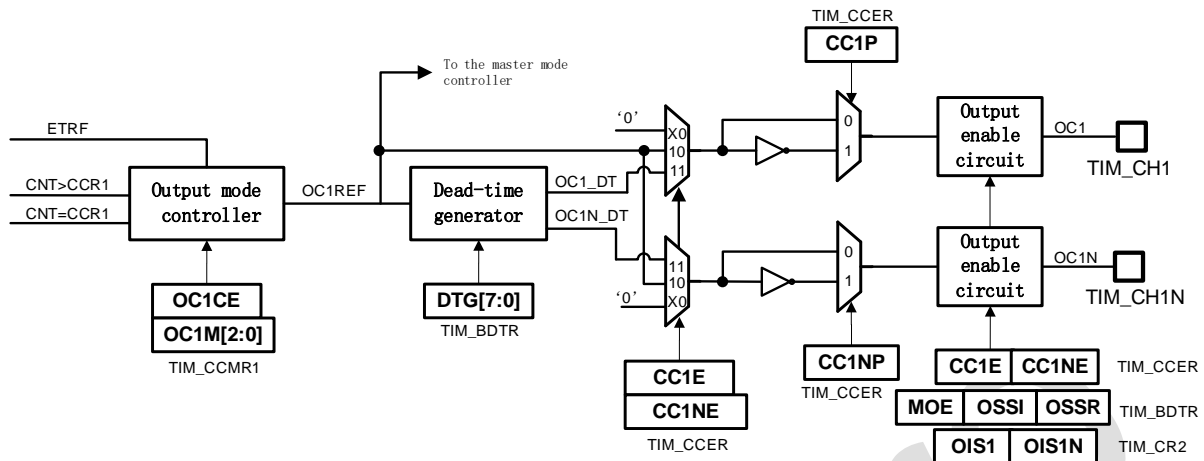 TIM_CCER
CC1P
To the master mode
controller
‘0’
X0
10
11
0
1
Output
enable
circuit
OC1
TIM_CH1
ETRF
CNT>CCR1
CNT=CCR1
Output mode
controller
OC1REF
Dead-time
generator
OC1_DT
OC1N_DT
11
10
X0
‘0’
0
1
Output
enable
circuit
OC1N
TIM_CH1N
OC1CE
OC1M[2:0]
TIM_CCMR1
DTG[7:0]
TIM_BDTR
CC1E
CC1NE
TIM_CCER
CC1NP
TIM_CCER
CC1E CC1NE TIM_CCER
MOE OSSI OSSR TIM_BDTR
OIS1 OIS1N TIM_CR2